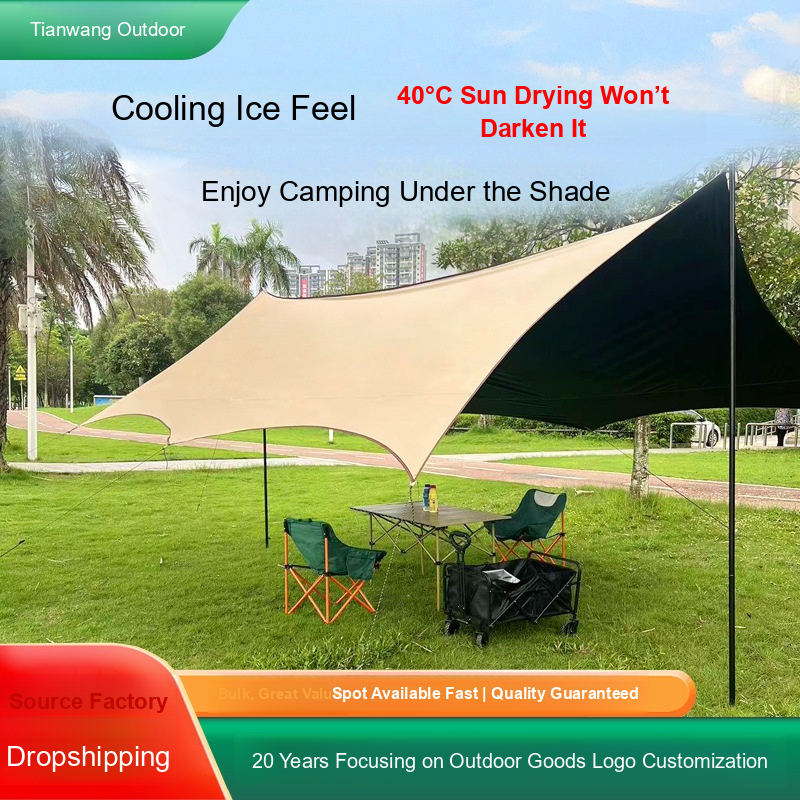 Tianwang Outdoor
Cooling Ice Feel
40°C Sun Drying Won’t
Darken It
Enjoy Camping Under the Shade
Source Factory
Bulk, Great Valu
Spot Available Fast | Quality Guaranteed
Dropshipping
20 Years Focusing on Outdoor Goods Logo Customization